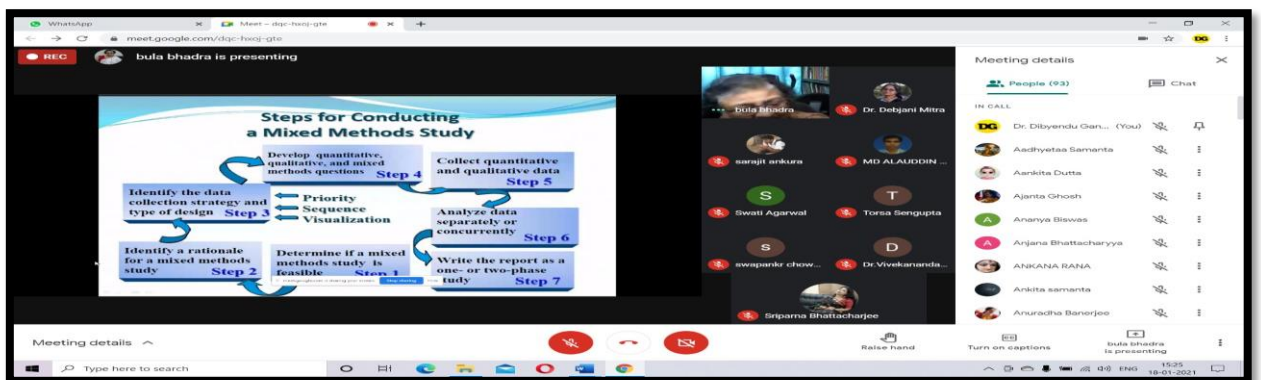 WhatsApp
Meet – dqc-hxoj-gte
meet.google.com/dqc-hxoj-gte
DG
REC
bula bhadra is presenting
Steps for Conducting
a Mixed Methods Study
Develop quantitative,
qualitative, and mixed
methods questions Step 4
Collect quantitative
and qualitative data
Step 5
Identify the data
collection strategy and
type of design Step 3
Priority
Sequence
Visualization
Analyze data
separately or
concurrently
Step 6
Identify a rationale
for a mixed methods
study Step 2
Determine if a mixed
methods study is
feasible Step 1
Write the report as a
one- or two-phase
tudy Step 7
bula bhadra
Dr. Debjani Mitra
sarajit ankura
MD ALAUDDIN ...
S
Swati Agarwal
T
Torsa Sengupta
S
swapankr chow...
D
Dr.Vivekananda...
Sriparna Bhattacharjee
Meeting details
People (93)
Chat
IN CALL
DG Dr. Dibyendu Gan... (You)
Aadhyetaa Samanta
Aankita Dutta
Ajanta Ghosh
A Ananya Biswas
A Anjana Bhattacharyya
ANKANA RANA
Ankita samanta
Anuradha Banerjee
Meeting details
Raise hand
Turn on captions
bula bhadra
is presenting
Type here to search
ENG
15:25
18-01-2021